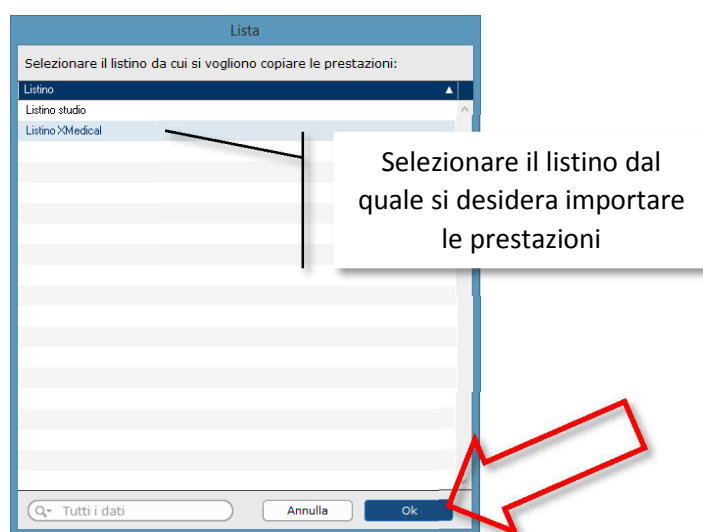 Lista
Selezionare il listino da cui si vogliono copiare le prestazioni:
Listino
Listino studio
Listino XMedical
Selezionare il listino dal
quale si desidera importare
le prestazioni
Tutti i dati
Annulla
Ok